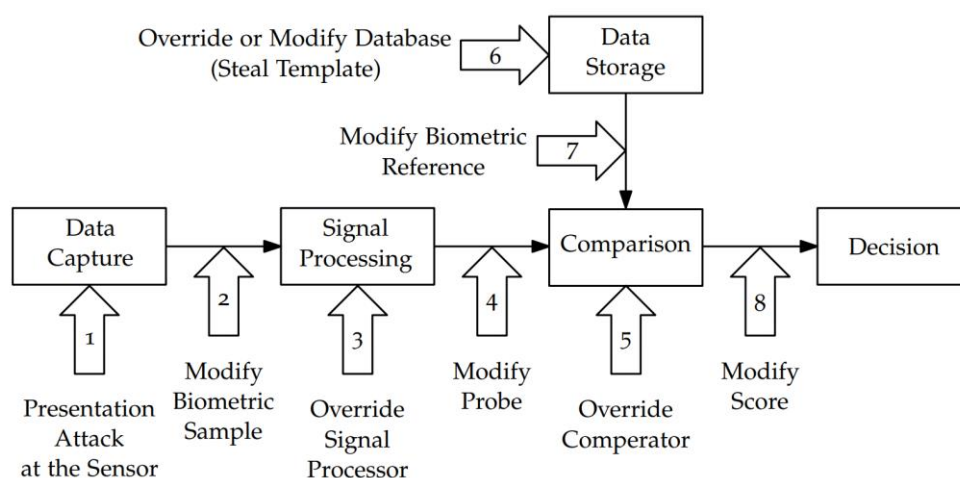 Override or Modify Database
(Steal Template)
6
Data
Storage
Modify Biometric
Reference
7
Data
Capture
Signal
Processing
Comparison
Decision
1
2
3
4
5
8
Presentation
Attack
at the Sensor
Modify
Biometric
Sample
Override
Signal
Processor
Modify
Probe
Override
Comperator
Modify
Score